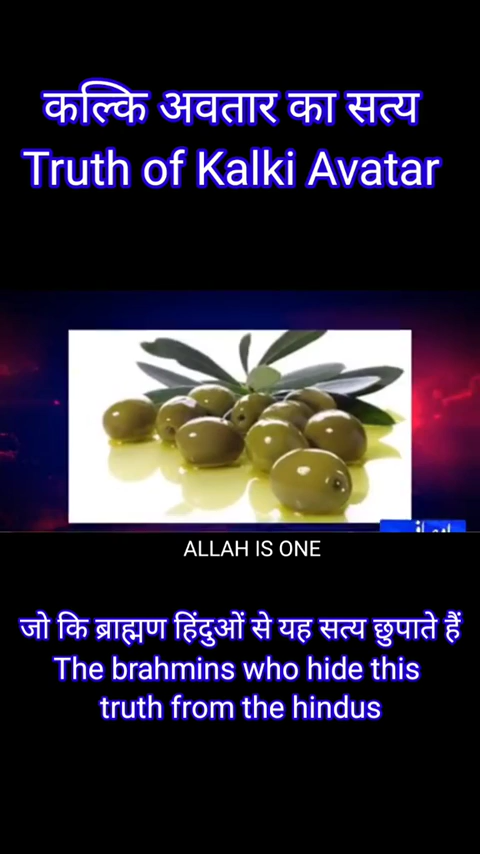 कल्कि अवतार का सत्य
Truth of Kalki Avatar
ALLAH IS ONE
जो कि ब्राह्मण हिंदुओं से यह सत्य छुपाते हैं
The brahmins who hide this
truth from the hindus